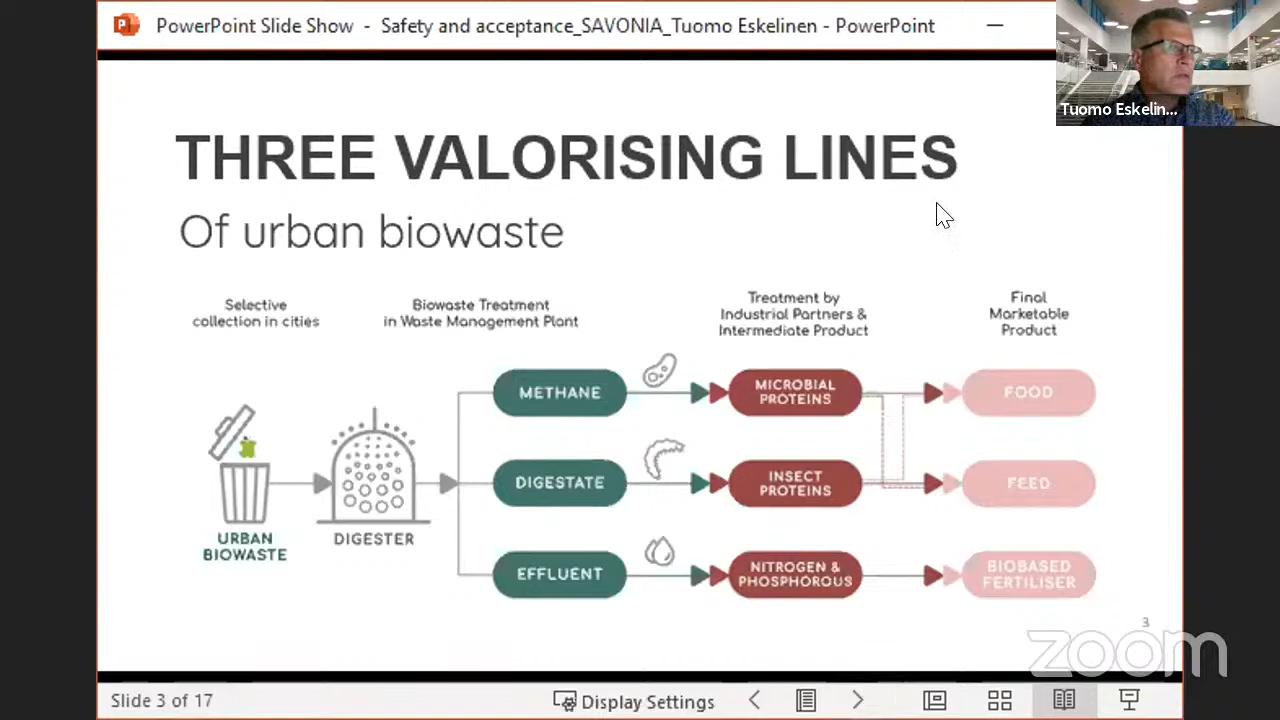 PowerPoint Slide Show - Safety and acceptance_SAVONIA_Tuomo Eskelinen - PowerPoint
Tuomo Eskelin...
THREE VALORISING LINES
Of urban biowaste
Selective
collection in cities
Biowaste Treatment
in Waste Management Plant
Treatment by
Industrial Partners &
Intermediate Product
Final
Marketable
Product
METHANE
MICROBIAL
PROTEINS
FOOD
DIGESTATE
INSECT
PROTEINS
FEED
URBAN
BIOWASTE
DIGESTER
EFFLUENT
NITROGEN &
PHOSPHOROUS
BIOBASED
FERTILISER
3
zoom
Slide 3 of 17
Display Settings